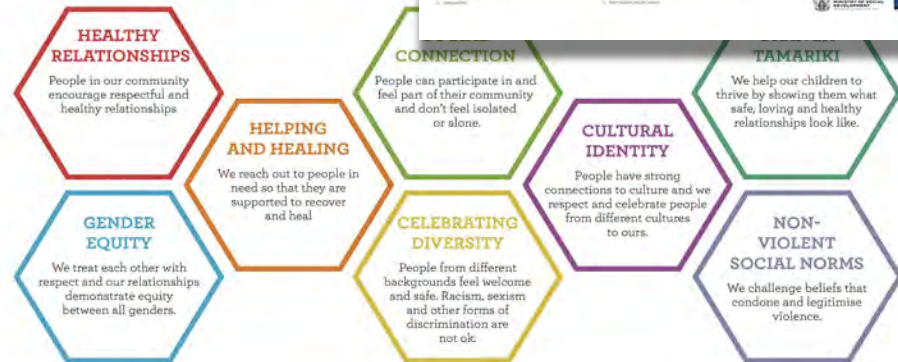 HEALTHY
RELATIONSHIPS
People in our community
encourage respectful and
healthy relationships
HELPING
AND HEALING
We reach out to people in
need so that they are
supported to recover
and heal
GENDER
EQUITY
We treat each other with
respect and our relationships
demonstrate equity
between all genders.
CONNECTION
People can participate in and
feel part of their community
and don't feel isolated
or alone.
CELEBRATING
DIVERSITY
People from different
backgrounds feel welcome
and safe. Racism, sexism
and other forms of
discrimination are
not ok.
CULTURAL
IDENTITY
People have strong
connections to culture and we
respect and celebrate people
from different cultures
to ours.
TAMARIKI
We help our children to
thrive by showing them what
safe, loving and healthy
relationships look like.
NON-
VIOLENT
SOCIAL NORMS
We challenge beliefs that
condone and legitimise
violence.
MINISTRY OF SOCIAL
DEVELOPMENT